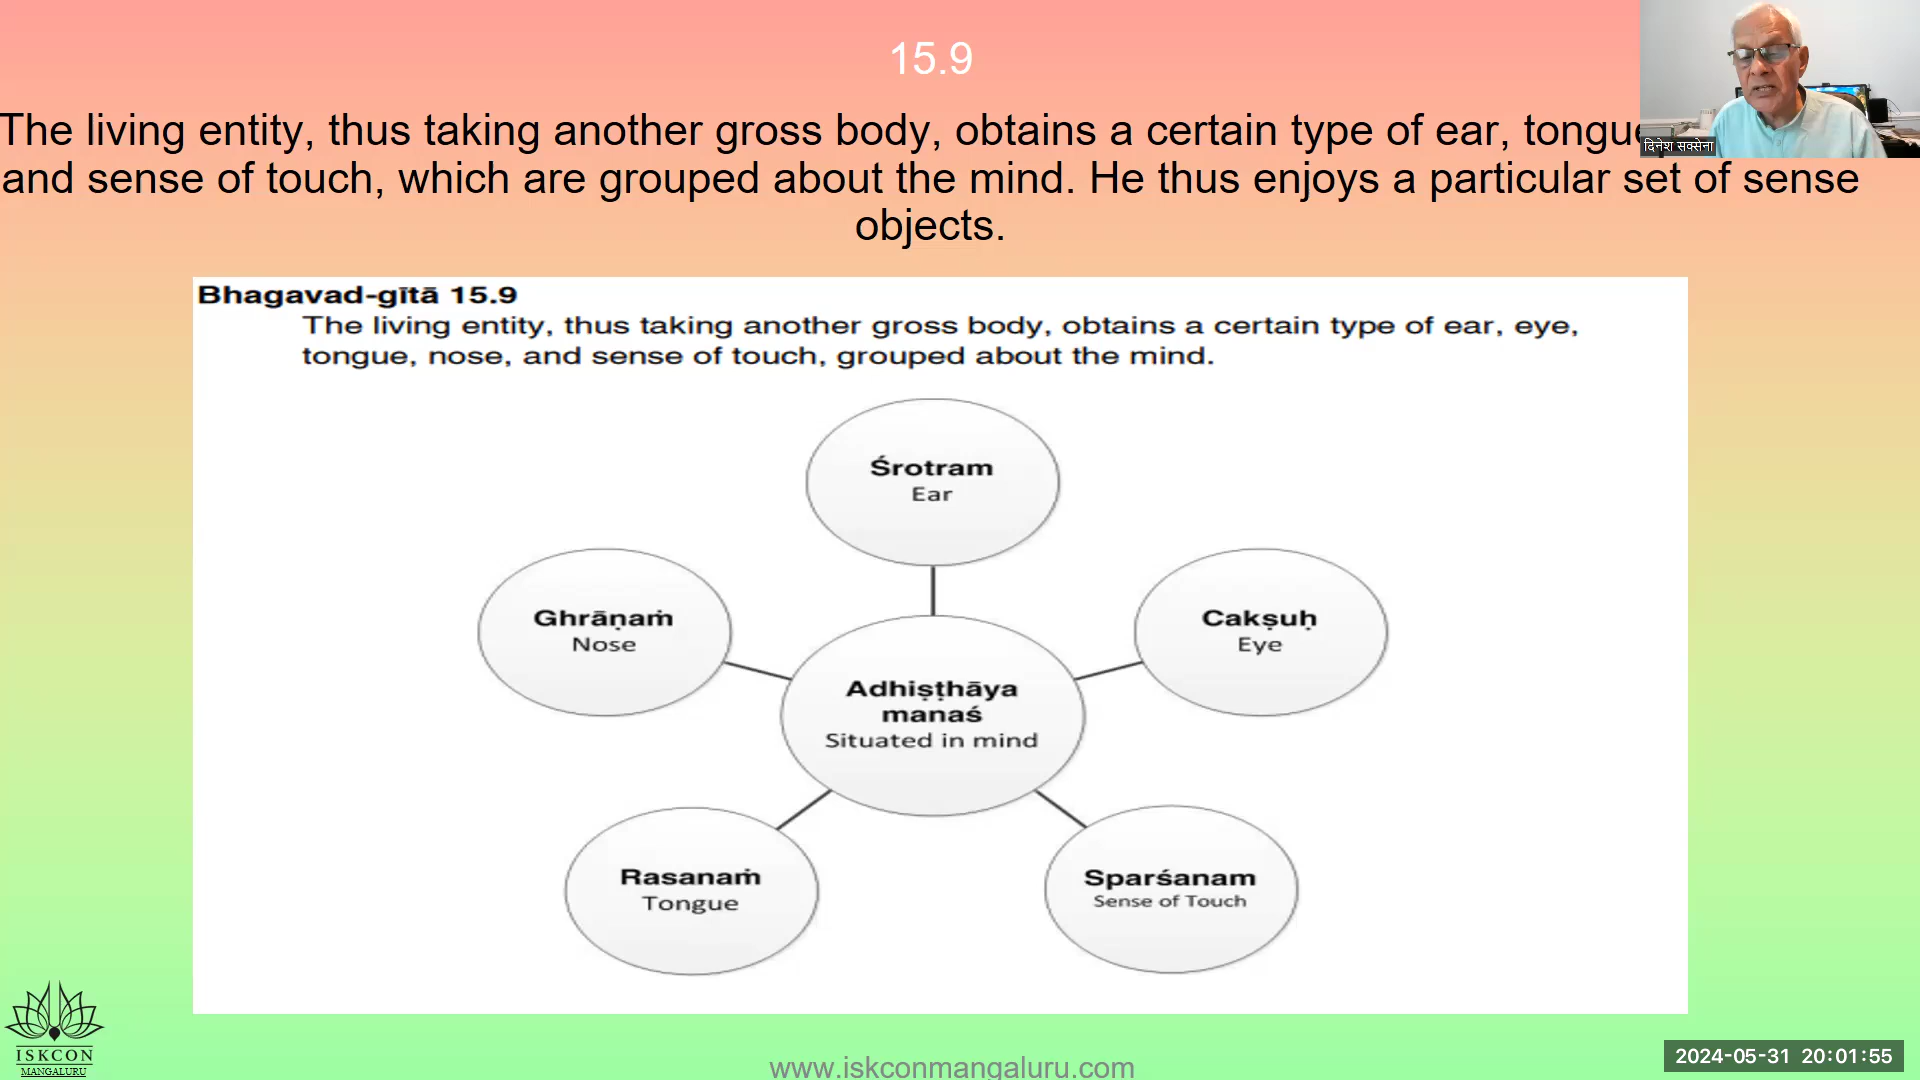 15.9
The living entity, thus taking another gross body, obtains a certain type of ear, tongue
and sense of touch, which are grouped about the mind. He thus enjoys a particular set of sense
objects.
दिनेश सक्सेना
Bhagavad-gītā 15.9
The living entity, thus taking another gross body, obtains a certain type of ear, eye,
tongue, nose, and sense of touch, grouped about the mind.
Śrotram
Ear
Ghrāṇaṁ
Nose
Cakṣuḥ
Eye
Adhiṣṭhāya
manaś
Situated in mind
Rasanaṁ
Tongue
Sparśanam
Sense of Touch
ISKCON
MANGALURU
www.iskconmangaluru.com
2024-05-31 20:01:55